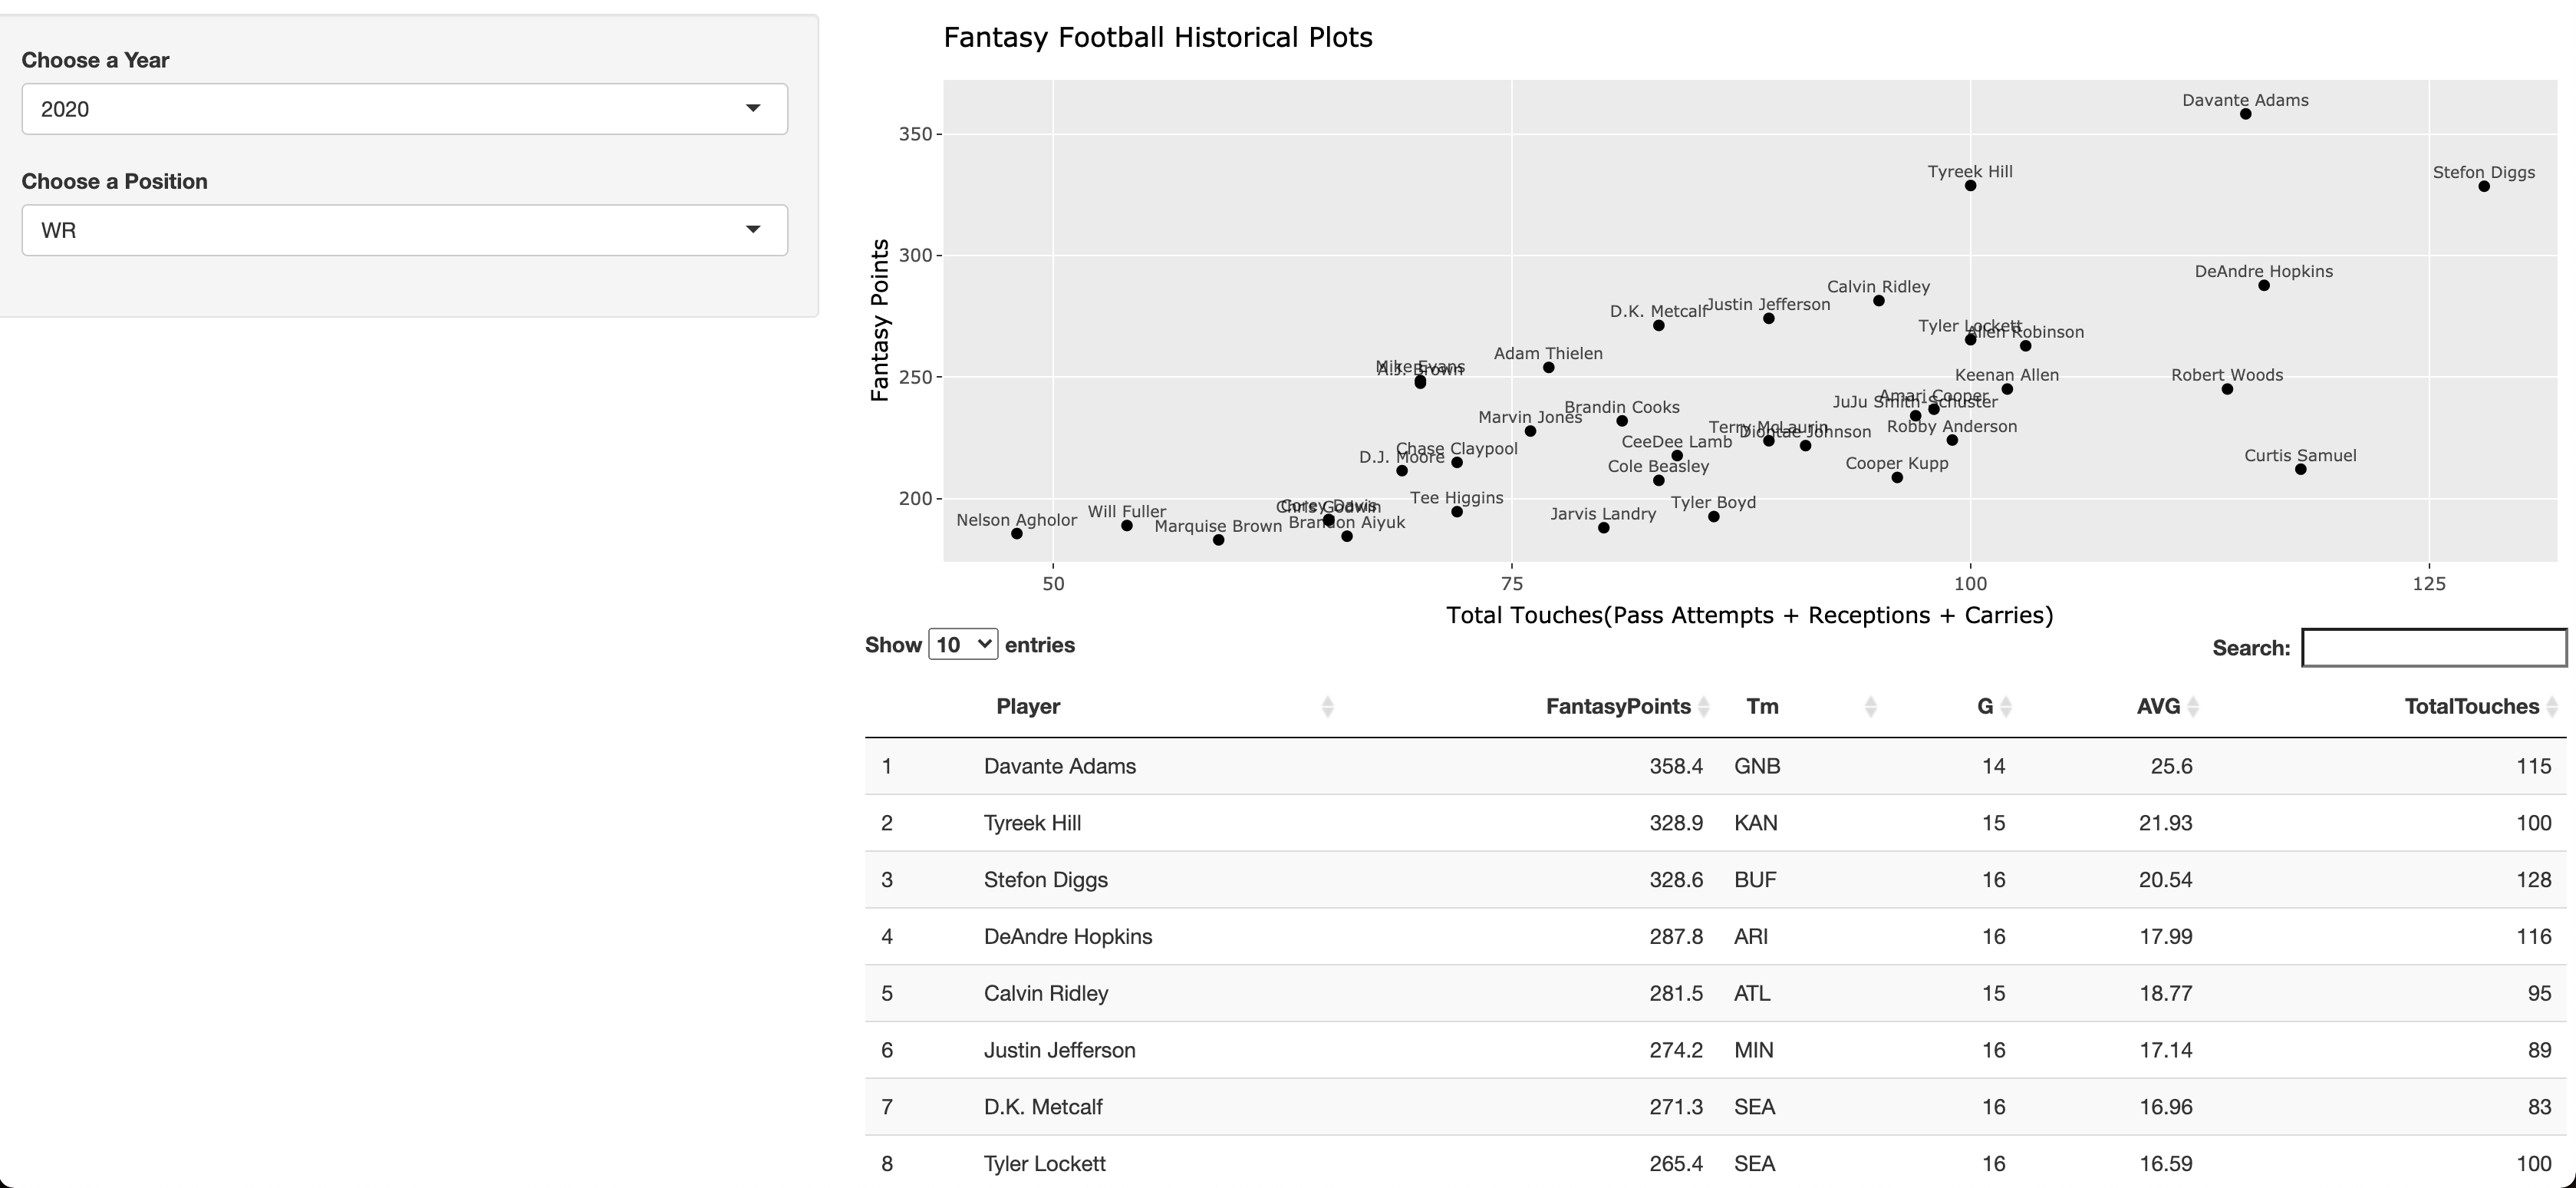 Choose a Year
2020
Choose a Position
WR
Fantasy Football Historical Plots
Fantasy Points
350
300
250
200
Davante Adams
Tyreek Hill
Stefon Diggs
DeAndre Hopkins
Calvin Ridley
Justin Jefferson
D.K. Metcalf
Tyler Lockett
Allen Robinson
Adam Thielen
Mike Evans
A.J. Brown
Keenan Allen
Robert Woods
Amari Cooper
JuJu Smith-Schuster
Brandin Cooks
Marvin Jones
Robby Anderson
Terry McLaurin
Diontae Johnson
CeeDee Lamb
Chase Claypool
D.J. Moore
Curtis Samuel
Cooper Kupp
Cole Beasley
Tee Higgins
Tyler Boyd
Corey Davis
Chris Godwin
Will Fuller
Jarvis Landry
Nelson Agholor
Brandon Aiyuk
Marquise Brown
50 75 100 125
Total Touches(Pass Attempts + Receptions + Carries)
Show 10 entries
Search:
Player FantasyPoints Tm G AVG TotalTouches
1 Davante Adams 358.4 GNB 14 25.6 115
2 Tyreek Hill 328.9 KAN 15 21.93 100
3 Stefon Diggs 328.6 BUF 16 20.54 128
4 DeAndre Hopkins 287.8 ARI 16 17.99 116
5 Calvin Ridley 281.5 ATL 15 18.77 95
6 Justin Jefferson 274.2 MIN 16 17.14 89
7 D.K. Metcalf 271.3 SEA 16 16.96 83
8 Tyler Lockett 265.4 SEA 16 16.59 100